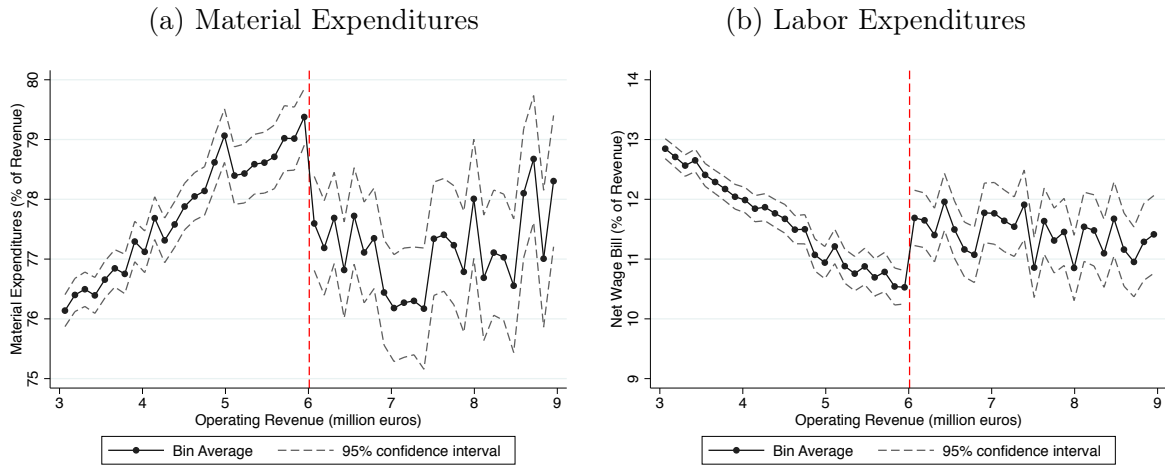 (a) Material Expenditures
Material Expenditures (% of Revenue)
80
79
78
77
76
75
3 4 5 6 7 8 9
Operating Revenue (million euros)
Bin Average 95% confidence interval
(b) Labor Expenditures
Net Wage Bill (% of Revenue)
14
13
12
11
10
9
3 4 5 6 7 8 9
Operating Revenue (million euros)
Bin Average 95% confidence interval